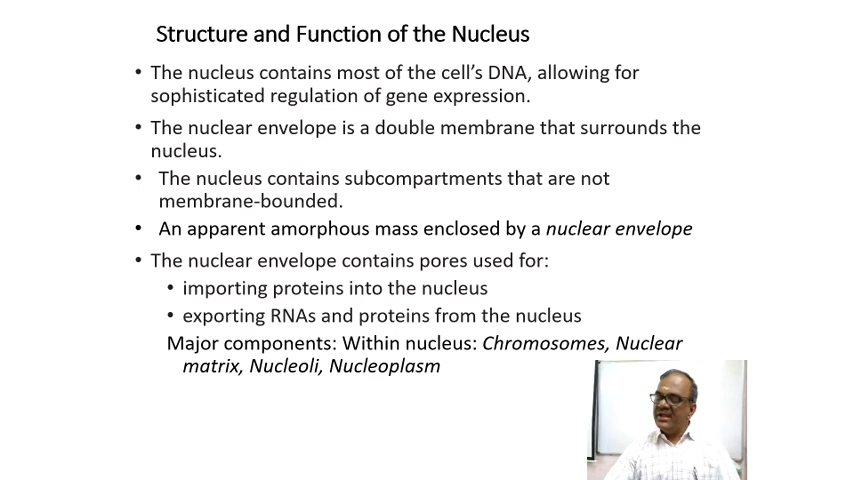 Structure and Function of the Nucleus
• The nucleus contains most of the cell’s DNA, allowing for
sophisticated regulation of gene expression.
• The nuclear envelope is a double membrane that surrounds the
nucleus.
• The nucleus contains subcompartments that are not
membrane-bounded.
• An apparent amorphous mass enclosed by a nuclear envelope
• The nuclear envelope contains pores used for:
• importing proteins into the nucleus
• exporting RNAs and proteins from the nucleus
Major components: Within nucleus: Chromosomes, Nuclear
matrix, Nucleoli, Nucleoplasm